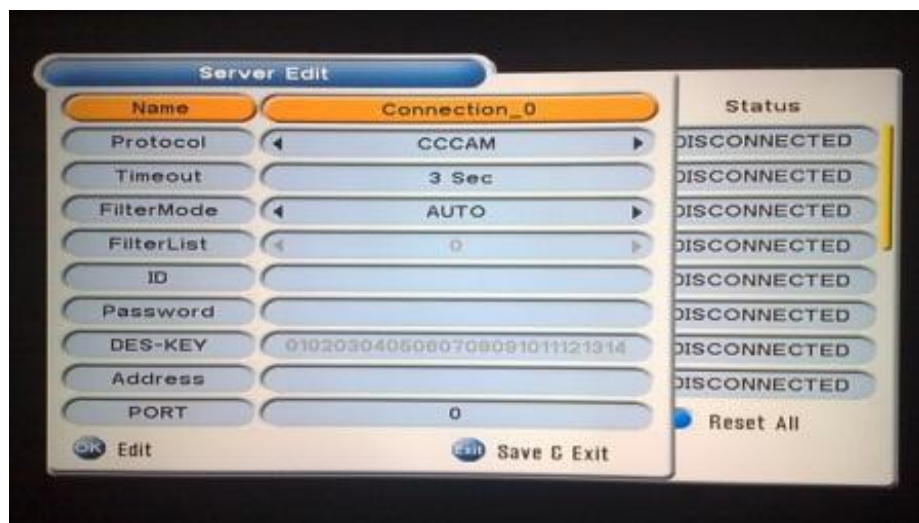 Server Edit
Name Connection_0 Status
Protocol CCCAM DISCONNECTED
Timeout 3 Sec DISCONNECTED
FilterMode AUTO DISCONNECTED
FilterList 0 DISCONNECTED
ID DISCONNECTED
Password DISCONNECTED
DES-KEY 0102030405060708091011121314 DISCONNECTED
Address DISCONNECTED
PORT 0 Reset All
OK Edit Exit Save & Exit